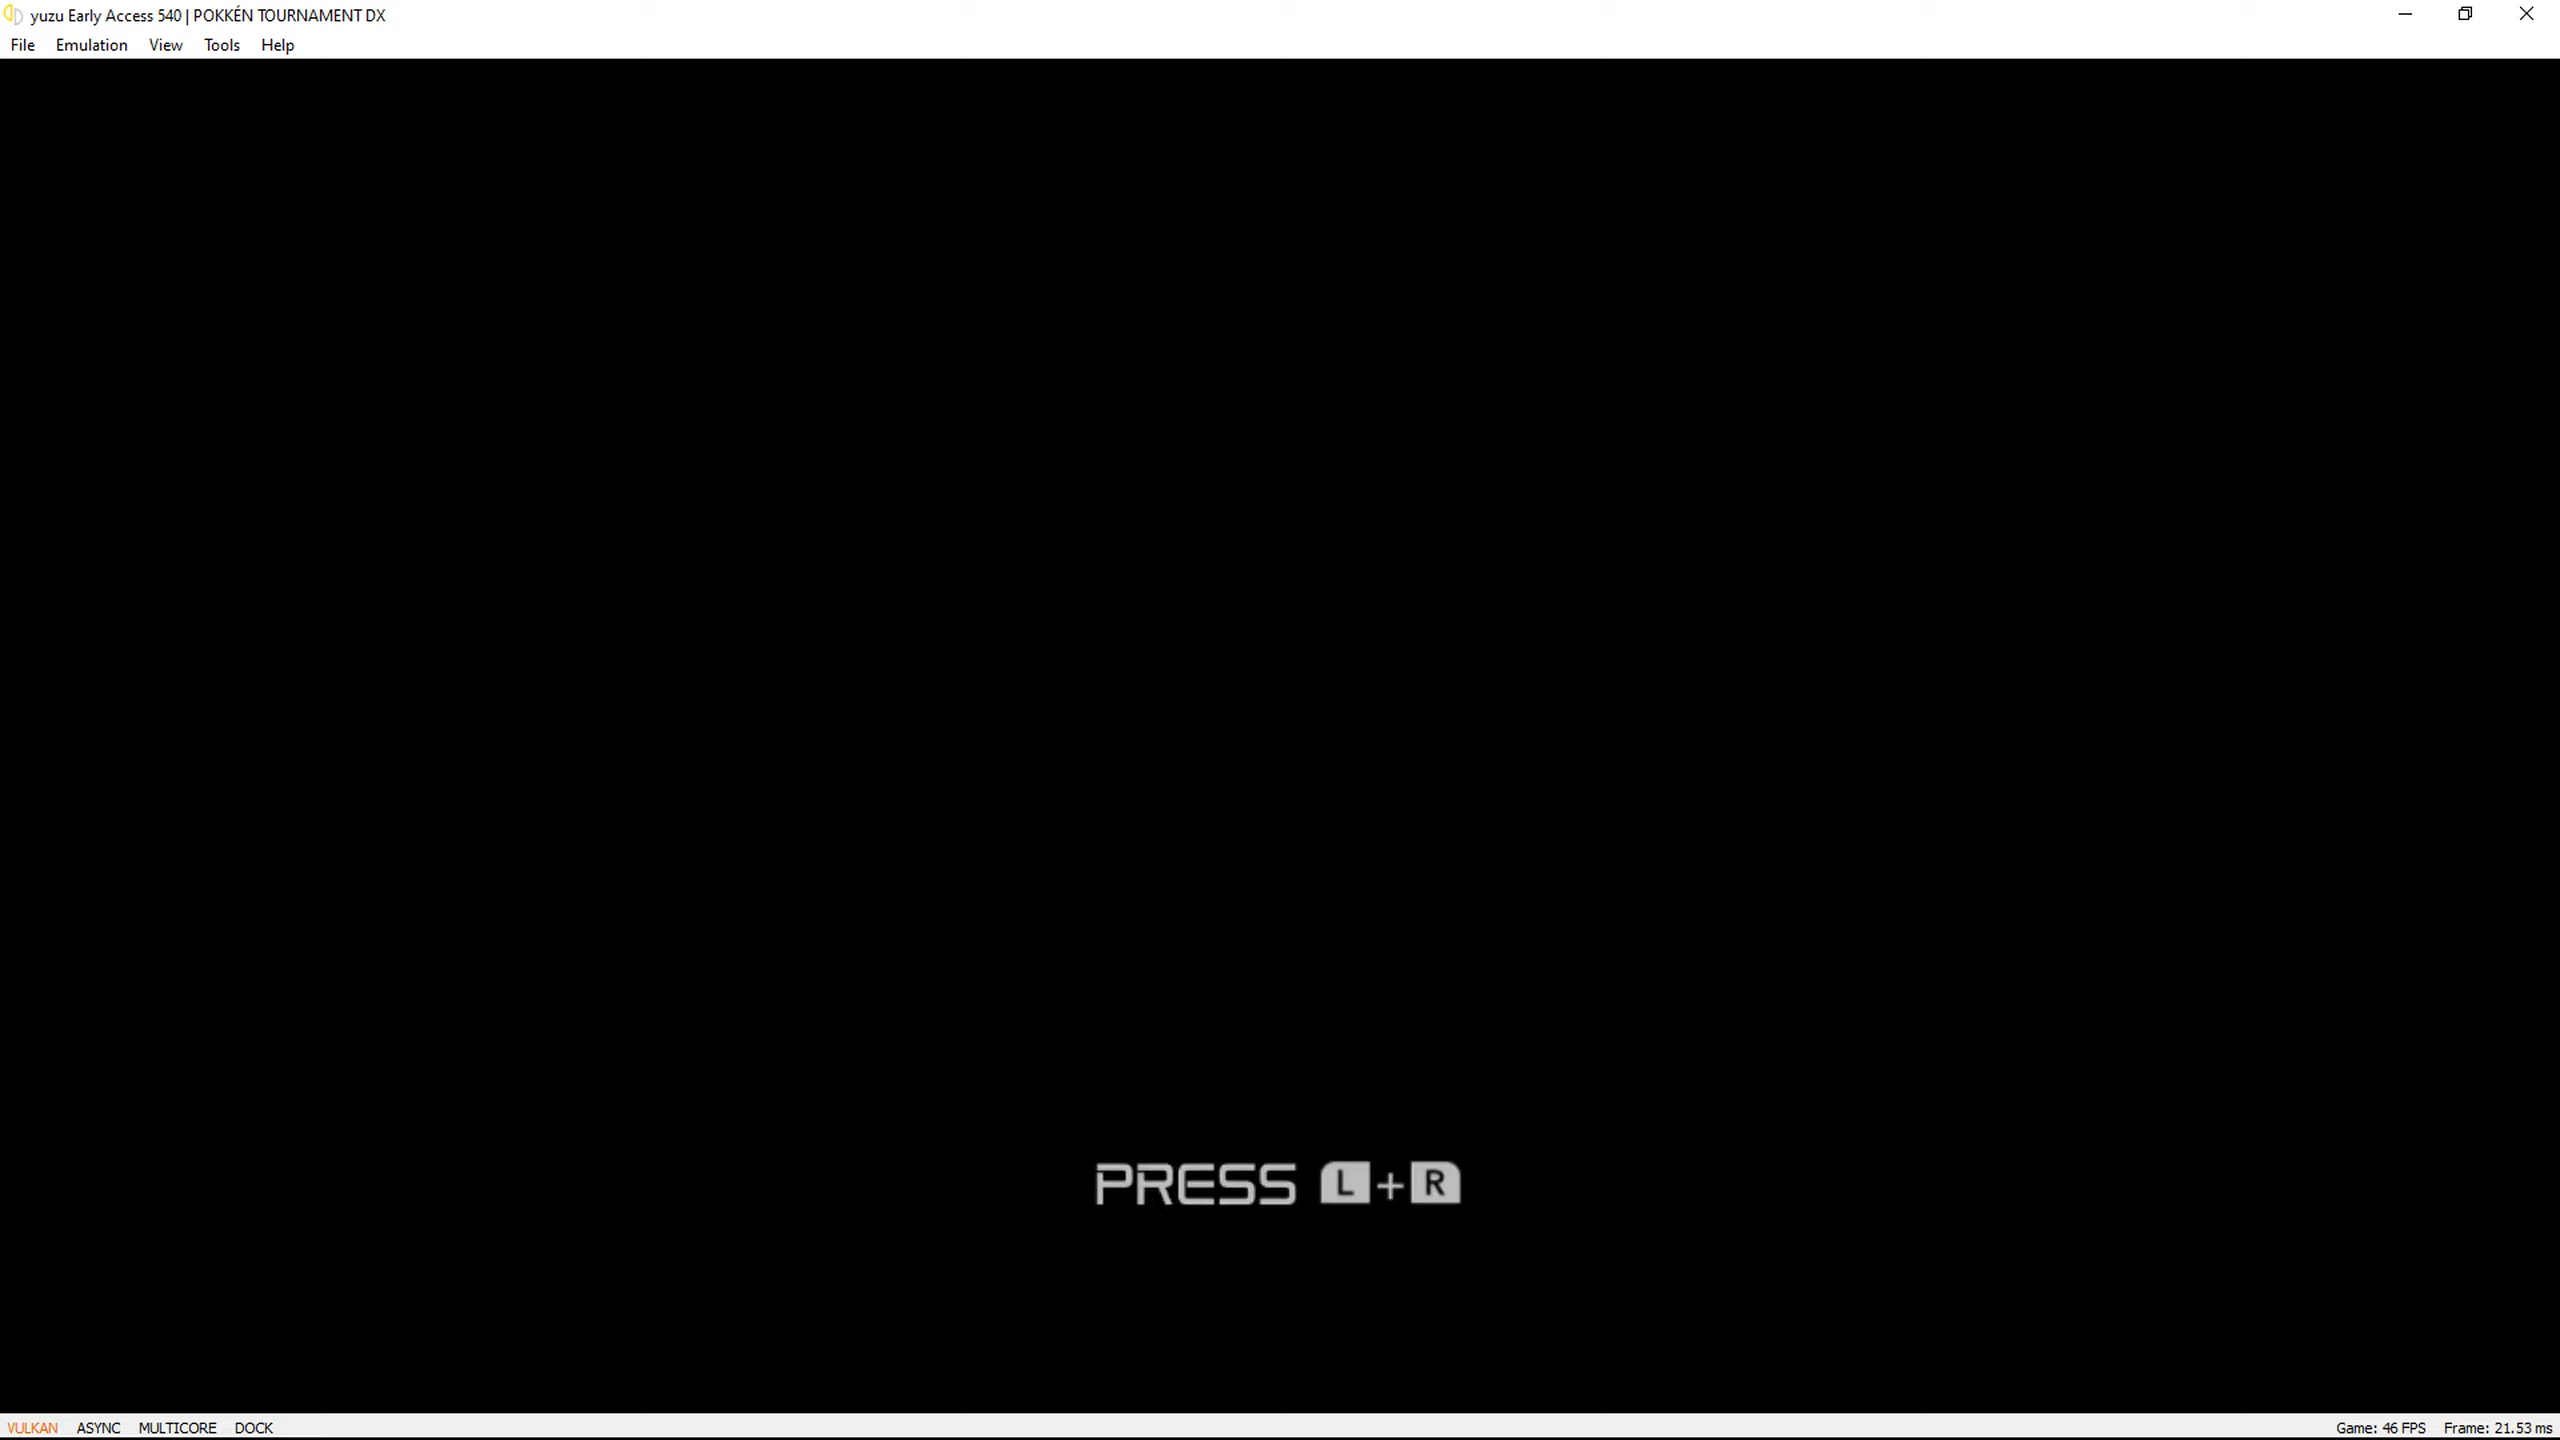 yuzu Early Access 540 | POKKÉN TOURNAMENT DX
File Emulation View Tools Help
PRESS L+R
VULKAN ASYNC MULTICORE DOCK Game: 46 FPS Frame: 21.53 ms